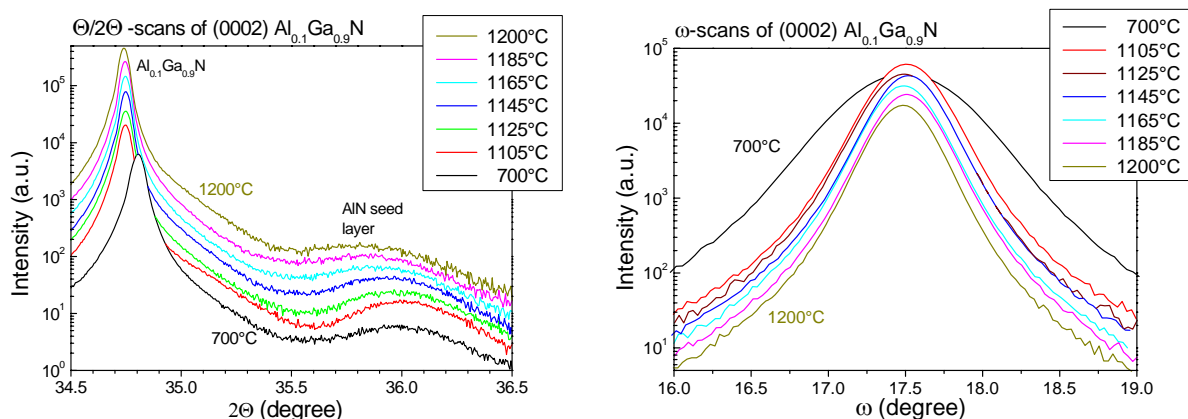 Θ/2Θ -scans of (0002) Al0.1Ga0.9N
Al0.1Ga0.9N
1200°C
1185°C
1165°C
1145°C
1125°C
1105°C
700°C
1200°C
AlN seed
layer
700°C
Intensity (a.u.)
10^5
10^4
10^3
10^2
10^1
10^0
34.5 35.0 35.5 36.0 36.5
2Θ (degree)
ω-scans of (0002) Al0.1Ga0.9N
700°C
1105°C
1125°C
1145°C
1165°C
1185°C
1200°C
700°C
1200°C
Intensity (a.u.)
10^5
10^4
10^3
10^2
10^1
16.0 16.5 17.0 17.5 18.0 18.5 19.0
ω (degree)